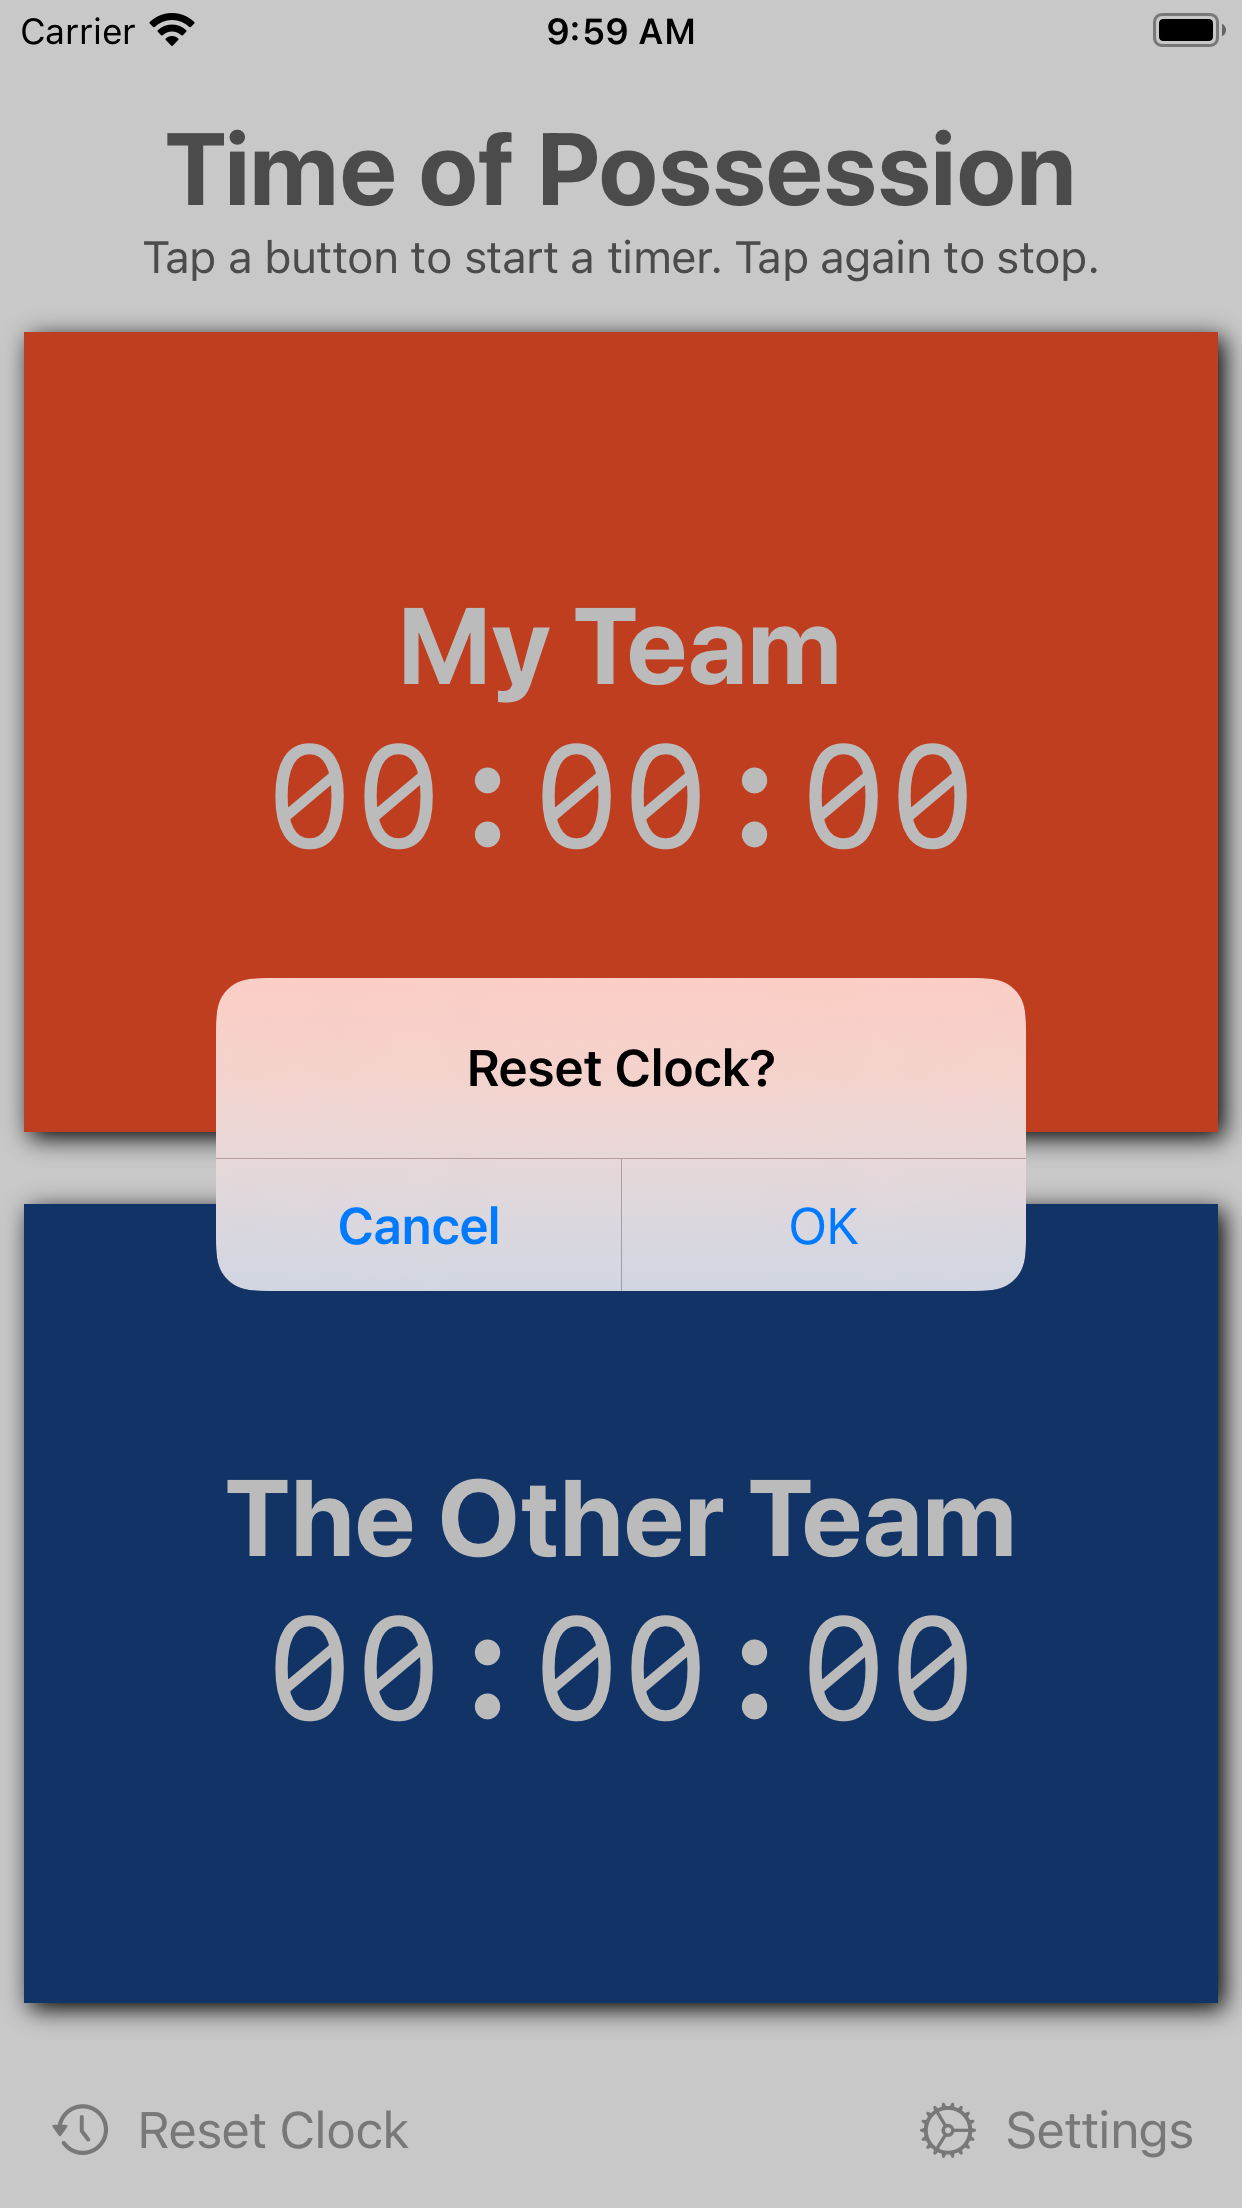 Carrier 9:59 AM
Time of Possession
Tap a button to start a timer. Tap again to stop.
My Team
00:00:00
Reset Clock?
Cancel OK
The Other Team
00:00:00
Reset Clock Settings